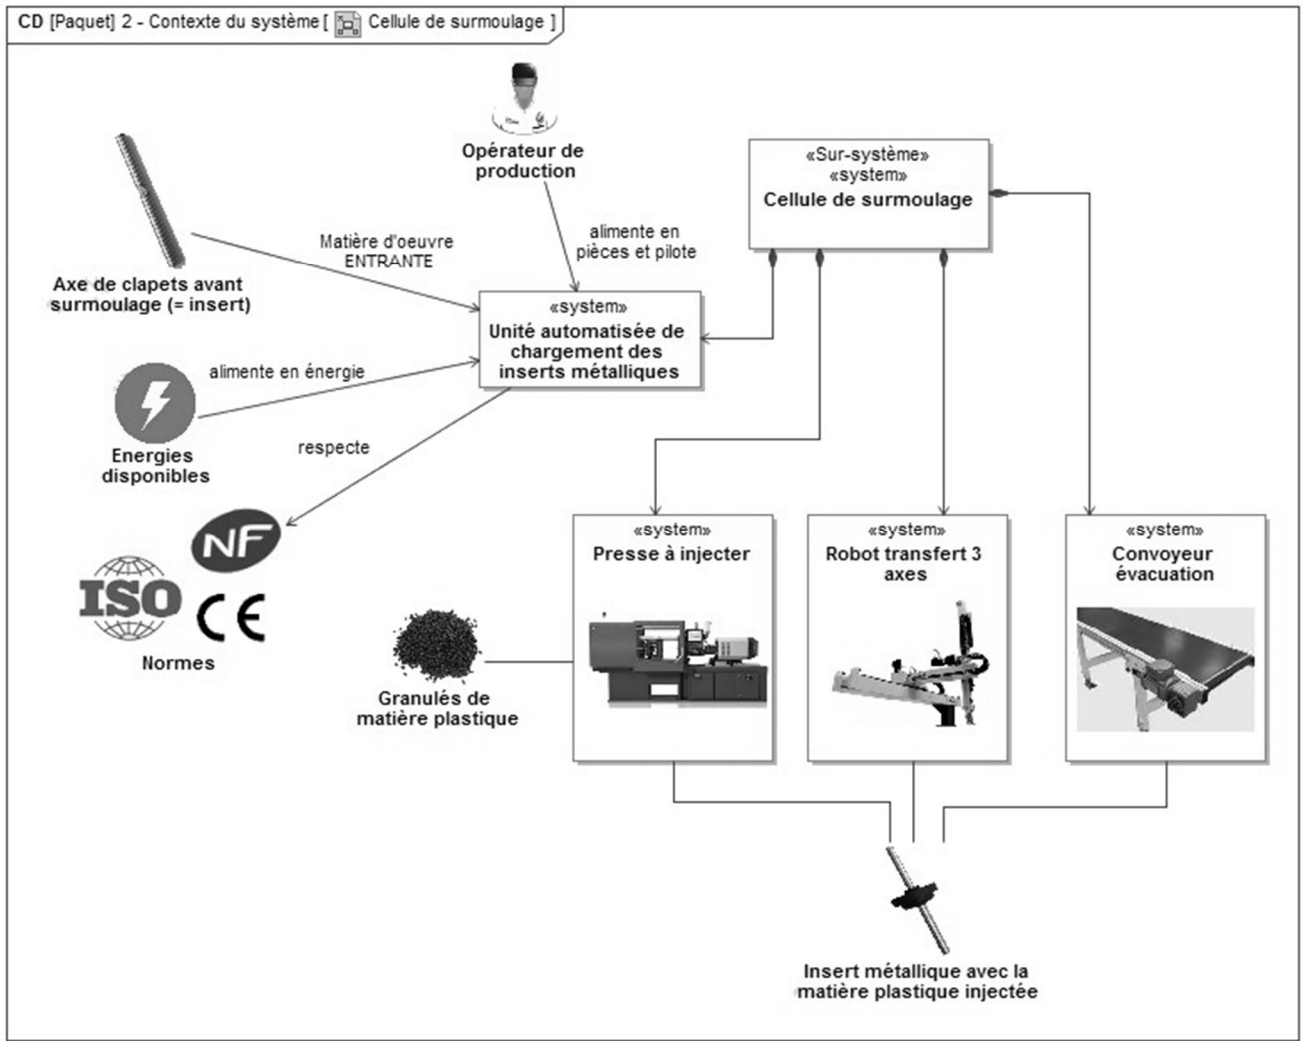 CD [Paquet] 2 - Contexte du système [ Cellule de surmoulage ]
Opérateur de
production
«Sur-système»
«system»
Cellule de surmoulage
alimente en
pièces et pilote
Matière d'oeuvre
ENTRANTE
Axe de clapets avant
surmoulage (= insert)
«system»
Unité automatisée de
chargement des
inserts métalliques
alimente en énergie
Energies
disponibles
respecte
NF
ISO
CE
Normes
«system»
Presse à injecter
«system»
Robot transfert 3
axes
«system»
Convoyeur
évacuation
Granulés de
matière plastique
Insert métallique avec la
matière plastique injectée